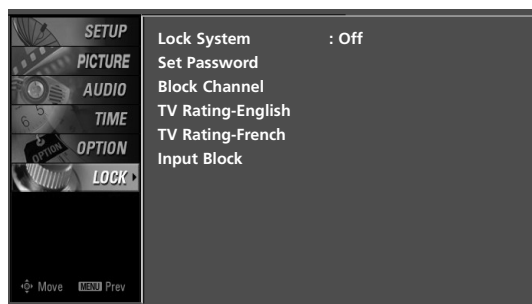 SETUP
PICTURE
AUDIO
TIME
OPTION
LOCK
Move MENU Prev
Lock System : Off
Set Password
Block Channel
TV Rating-English
TV Rating-French
Input Block